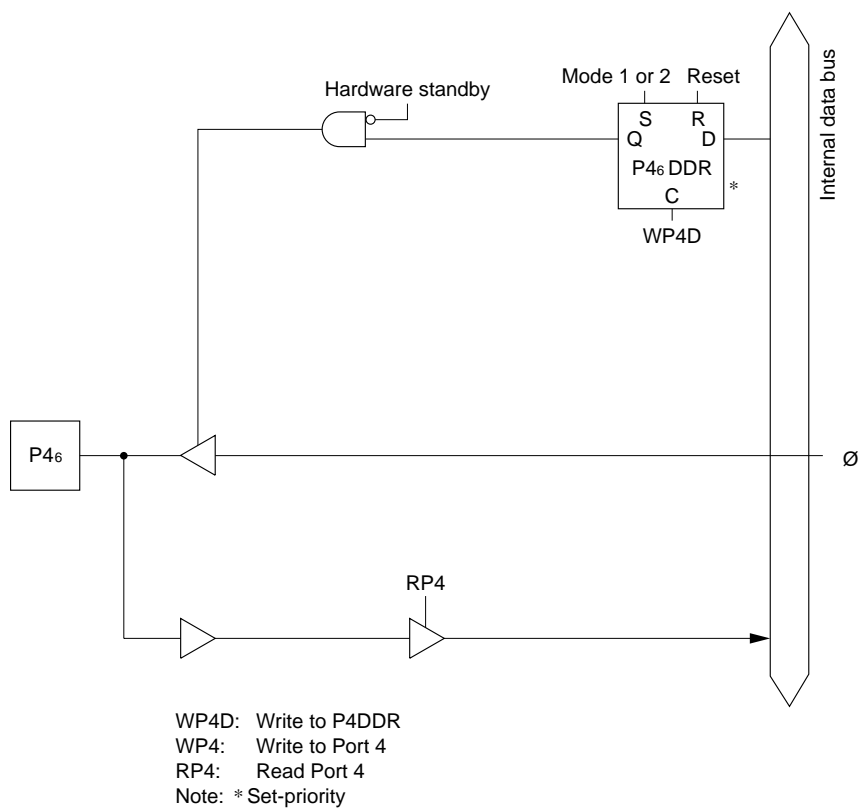 Mode 1 or 2 Reset
Hardware standby
S R
Q D
P4₆ DDR
*
C
WP4D
Internal data bus
P4₆
Ø
RP4
WP4D: Write to P4DDR
WP4: Write to Port 4
RP4: Read Port 4
Note: * Set-priority